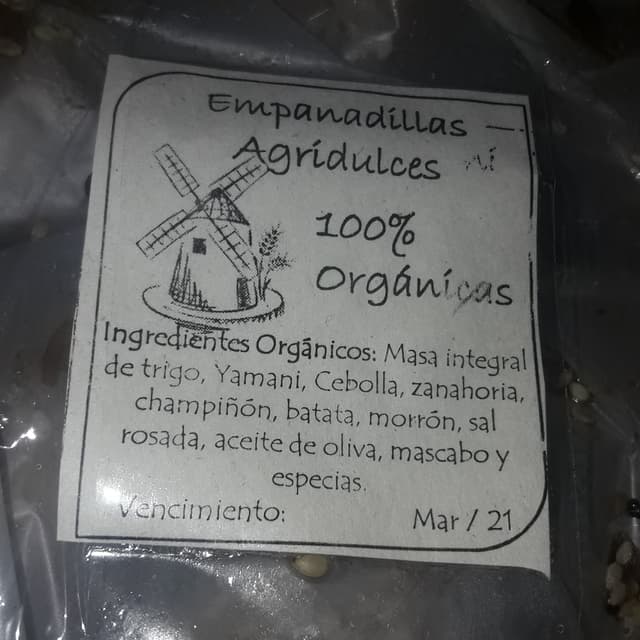 Empanadillas
Agridulces
100%
Orgánicas
Ingredientes Orgánicos: Masa integral
de trigo, Yamani, Cebolla, zanahoria,
champiñón, batata, morrón, sal
rosada, aceite de oliva, mascabo y
especias.
Vencimiento: Mar / 21